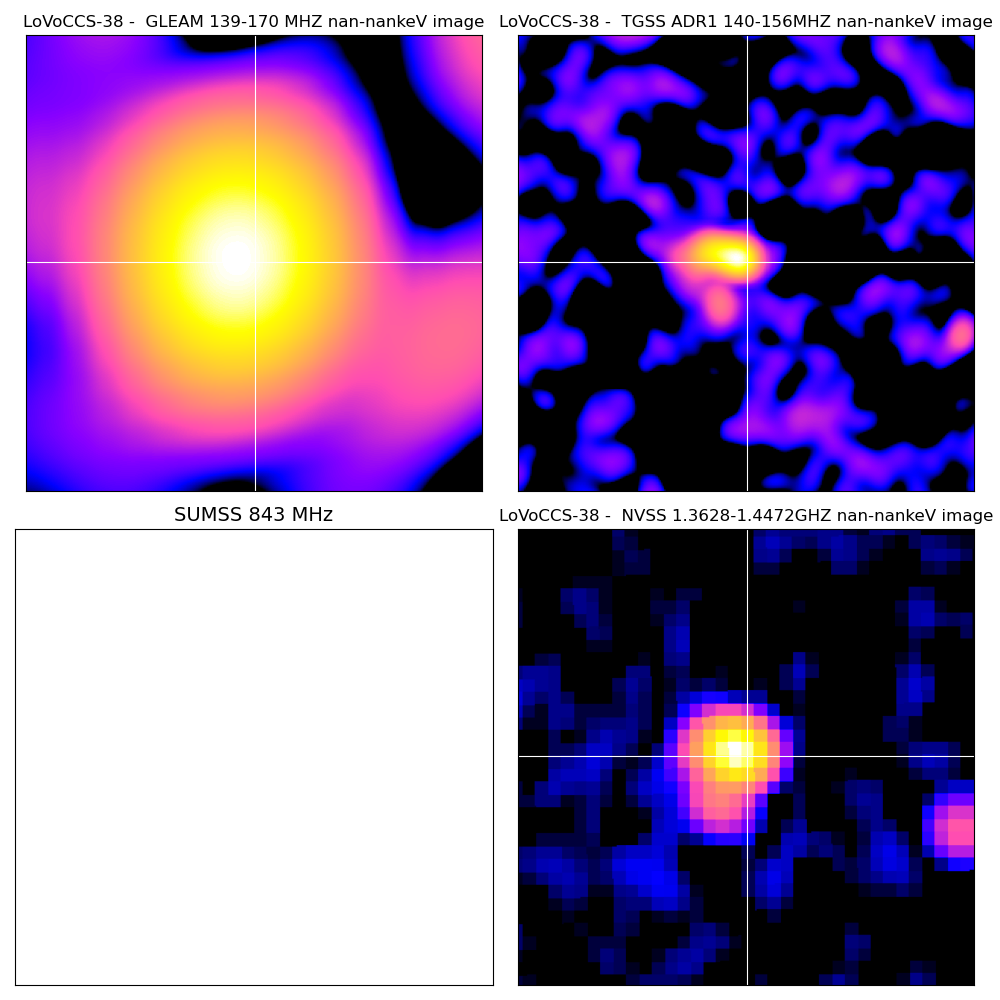 LoVoCCS-38 -  GLEAM 139-170 MHZ nan-nankeV image
LoVoCCS-38 -  TGSS ADR1 140-156MHZ nan-nankeV image
SUMSS 843 MHz
LoVoCCS-38 -  NVSS 1.3628-1.4472GHZ nan-nankeV image